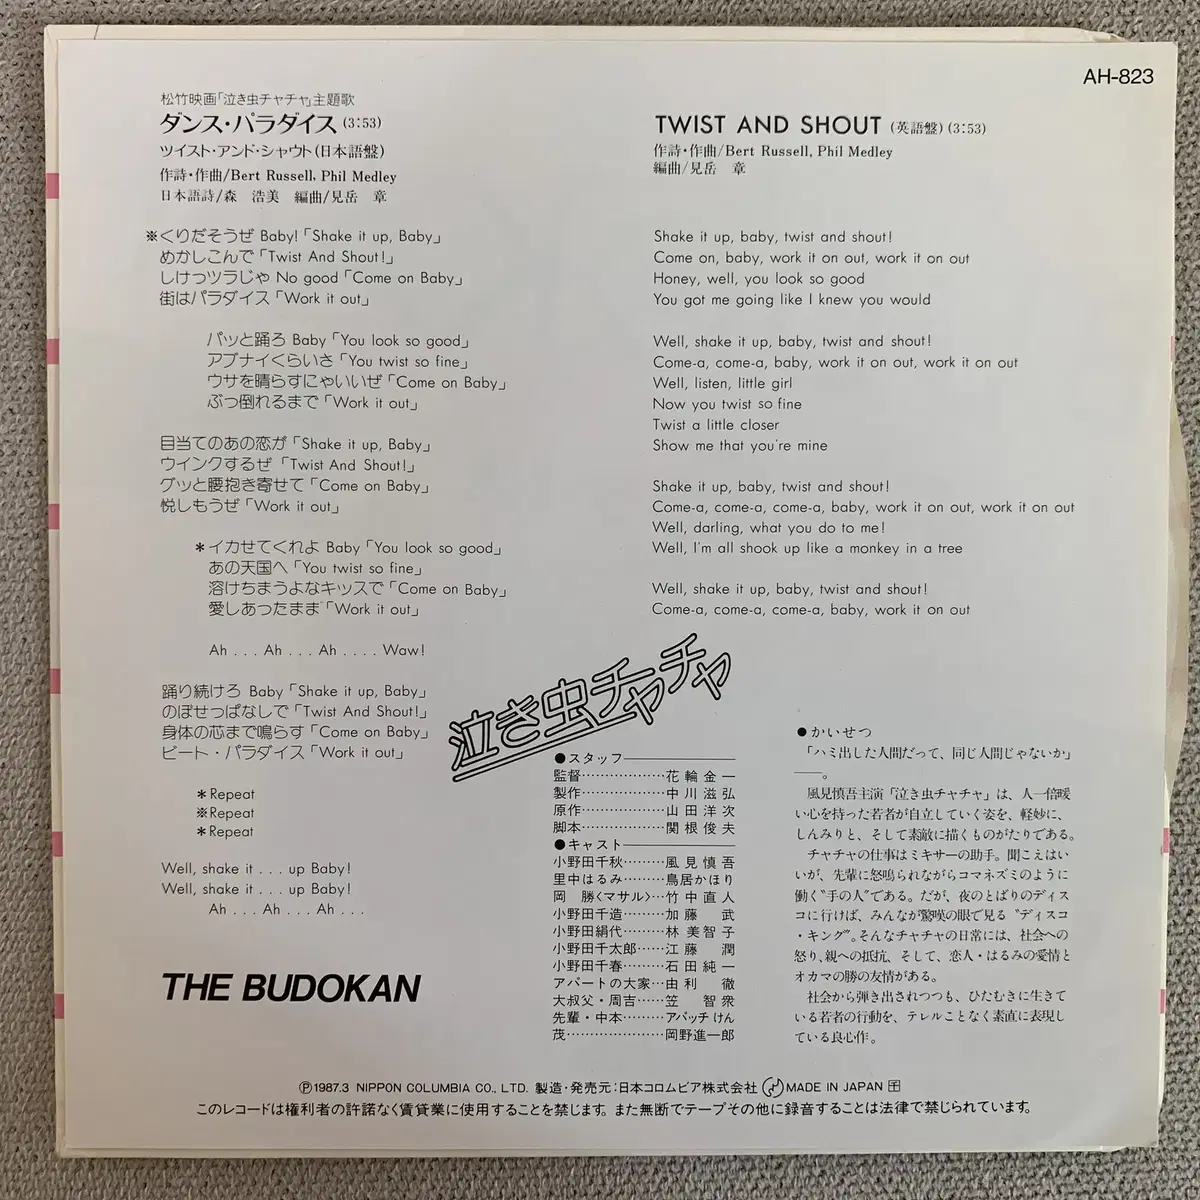 AH-823
松竹映画「泣き虫チャチャ」主題歌
ダンス・パラダイス(3:53)
ツイスト・アンド・シャウト(日本語盤)
作詩・作曲/Bert Russell, Phil Medley
日本語詩/森 浩美 編曲/見岳 章
※くりだそうぜ Baby!「Shake it up, Baby」
めかしこんで「Twist And Shout!」
しけっツラじゃ No good「Come on Baby」
街はパラダイス「Work it out」
パッと踊ろ Baby「You look so good」
アブナイくらいさ「You twist so fine」
ウサを晴らすにゃいいぜ「Come on Baby」
ぶっ倒れるまで「Work it out」
目当てのあの恋が「Shake it up, Baby」
ウインクするぜ「Twist And Shout!」
グッと腰抱き寄せて「Come on Baby」
悦しもうぜ「Work it out」
*イカせてくれよ Baby「You look so good」
あの天国へ「You twist so fine」
溶けちまうよなキッスで「Come on Baby」
愛しあったまま「Work it out」
Ah . . . Ah . . . Ah . . . . Waw!
踊り続けろ Baby「Shake it up, Baby」
のぼせっぱなしで「Twist And Shout!」
身体の芯まで鳴らす「Come on Baby」
ビート・パラダイス「Work it out」
*Repeat
※Repeat
*Repeat
Well, shake it . . . up Baby!
Well, shake it . . . up Baby!
Ah . . . Ah . . . Ah . . .
THE BUDOKAN
TWIST AND SHOUT(英語盤)(3:53)
作詩・作曲/Bert Russell, Phil Medley
編曲/見岳 章
Shake it up, baby, twist and shout!
Come on, baby, work it on out, work it on out
Honey, well, you look so good
You got me going like I knew you would
Well, shake it up, baby, twist and shout!
Come-a, come-a, baby, work it on out, work it on out
Well, listen, little girl
Now you twist so fine
Twist a little closer
Show me that you're mine
Shake it up, baby, twist and shout!
Come-a, come-a, come-a, baby, work it on out, work it on out
Well, darling, what you do to me!
Well, I'm all shook up like a monkey in a tree
Well, shake it up, baby, twist and shout!
Come-a, come-a, come-a, baby, work it on out
泣き虫チャチャ
●スタッフ
監督………………花輪金一
製作………………中川滋弘
原作………………山田洋次
脚本………………関根俊夫
●キャスト
小野田千秋………風見慎吾
里中はるみ………鳥居かほり
岡 勝〈マサル〉…竹中直人
小野田千造………加藤 武
小野田絹代………林 美智子
小野田千太郎……江藤 潤
小野田千春………石田純一
アパートの大家…由利 徹
大叔父・周吉……笠 智衆
先輩・中本………アパッチけん
茂…………………岡野進一郎
●かいせつ
「ハミ出した人間だって、同じ人間じゃないか」
――。
風見慎吾主演「泣き虫チャチャ」は、人一倍暖
い心を持った若者が自立していく姿を、軽妙に、
しんみりと、そして素敵に描くものがたりである。
チャチャの仕事はミキサーの助手。聞こえはい
いが、先輩に怒鳴られながらコマネズミのように
働く“手の人”である。だが、夜のとばりのディス
コに行けば、みんなが驚嘆の眼で見る“ディスコ
・キング”。そんなチャチャの日常には、社会への
怒り、親への抵抗、そして、恋人・はるみの愛情と
オカマの勝の友情がある。
社会から弾き出されつつも、ひたむきに生きて
いる若者の行動を、テレルことなく素直に表現し
ている良心作。
Ⓟ1987.3 NIPPON COLUMBIA CO., LTD. 製造・発売元:日本コロムビア株式会社 MADE IN JAPAN
このレコードは権利者の許諾なく賃貸業に使用することを禁じます。また無断でテープその他に録音することは法律で禁じられています。